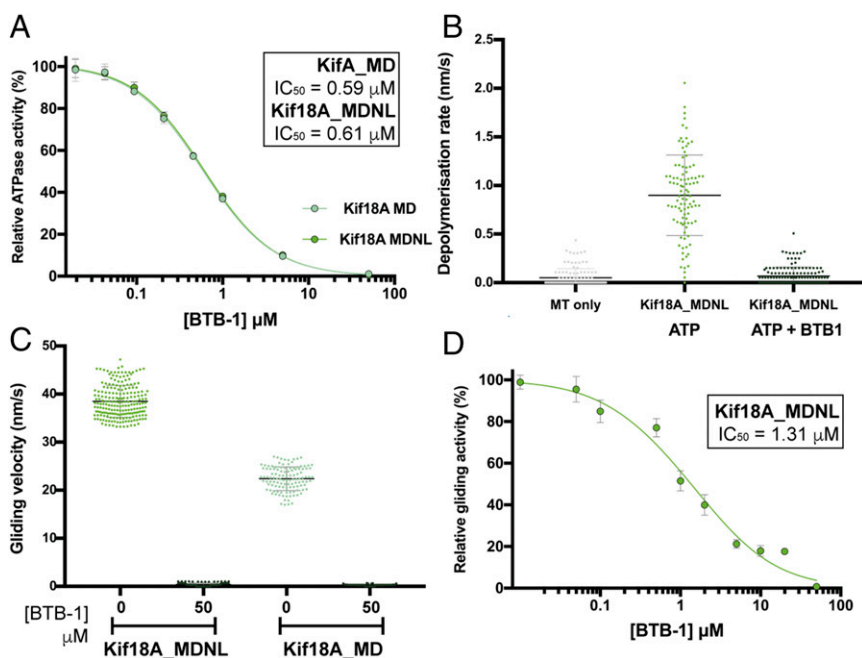 A
Relative ATPase activity (%)
100
80
60
40
20
0
0.1
1
10
100
[BTB-1] µM
KifA_MD
IC50 = 0.59 µM
Kif18A_MDNL
IC50 = 0.61 µM
Kif18A MD
Kif18A MDNL
B
Depolymerisation rate (nm/s)
2.5
2.0
1.5
1.0
0.5
0.0
MT only
Kif18A_MDNL
ATP
Kif18A_MDNL
ATP + BTB1
C
Gliding velocity (nm/s)
50
40
30
20
10
0
[BTB-1]
µM
0
50
0
50
Kif18A_MDNL
Kif18A_MD
D
Relative gliding activity (%)
100
80
60
40
20
0
0.1
1
10
100
[BTB-1] µM
Kif18A_MDNL
IC50 = 1.31 µM